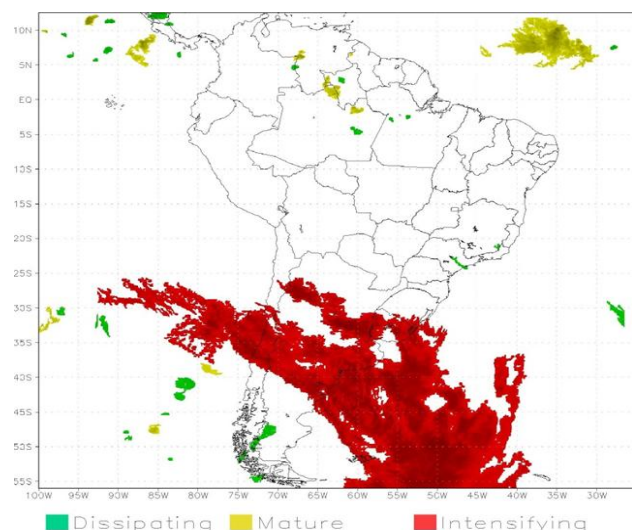 10N
5N
EQ
5S
10S
15S
20S
25S
30S
35S
40S
45S
50S
55S
100W 95W 90W 85W 80W 75W 70W 65W 60W 55W 50W 45W 40W 35W 30W
Dissipating Mature Intensifying